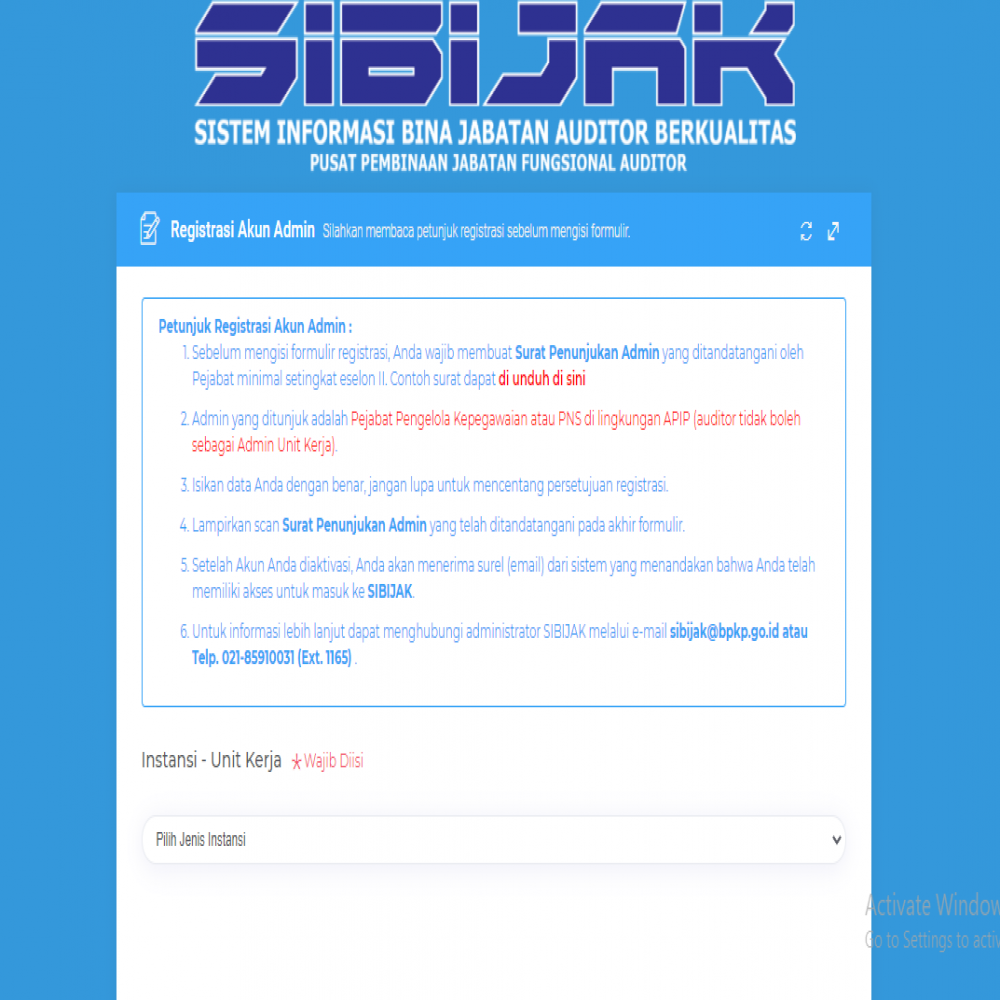 SIBIJAK
SISTEM INFORMASI BINA JABATAN AUDITOR BERKUALITAS
PUSAT PEMBINAAN JABATAN FUNGSIONAL AUDITOR
Registrasi Akun Admin Silahkan membaca petunjuk registrasi sebelum mengisi formulir.
Petunjuk Registrasi Akun Admin :
1. Sebelum mengisi formulir registrasi, Anda wajib membuat Surat Penunjukan Admin yang ditandatangani oleh
Pejabat minimal setingkat eselon II. Contoh surat dapat di unduh di sini
2. Admin yang ditunjuk adalah Pejabat Pengelola Kepegawaian atau PNS di lingkungan APIP (auditor tidak boleh
sebagai Admin Unit Kerja).
3. Isikan data Anda dengan benar, jangan lupa untuk mencentang persetujuan registrasi.
4. Lampirkan scan Surat Penunjukan Admin yang telah ditandatangani pada akhir formulir.
5. Setelah Akun Anda diaktivasi, Anda akan menerima surel (email) dari sistem yang menandakan bahwa Anda telah
memiliki akses untuk masuk ke SIBIJAK.
6. Untuk informasi lebih lanjut dapat menghubungi administrator SIBIJAK melalui e-mail sibijak@bpkp.go.id atau
Telp. 021-85910031 (Ext. 1165) .
Instansi - Unit Kerja * Wajib Diisi
Pilih Jenis Instansi
Activate Window
Go to Settings to activ